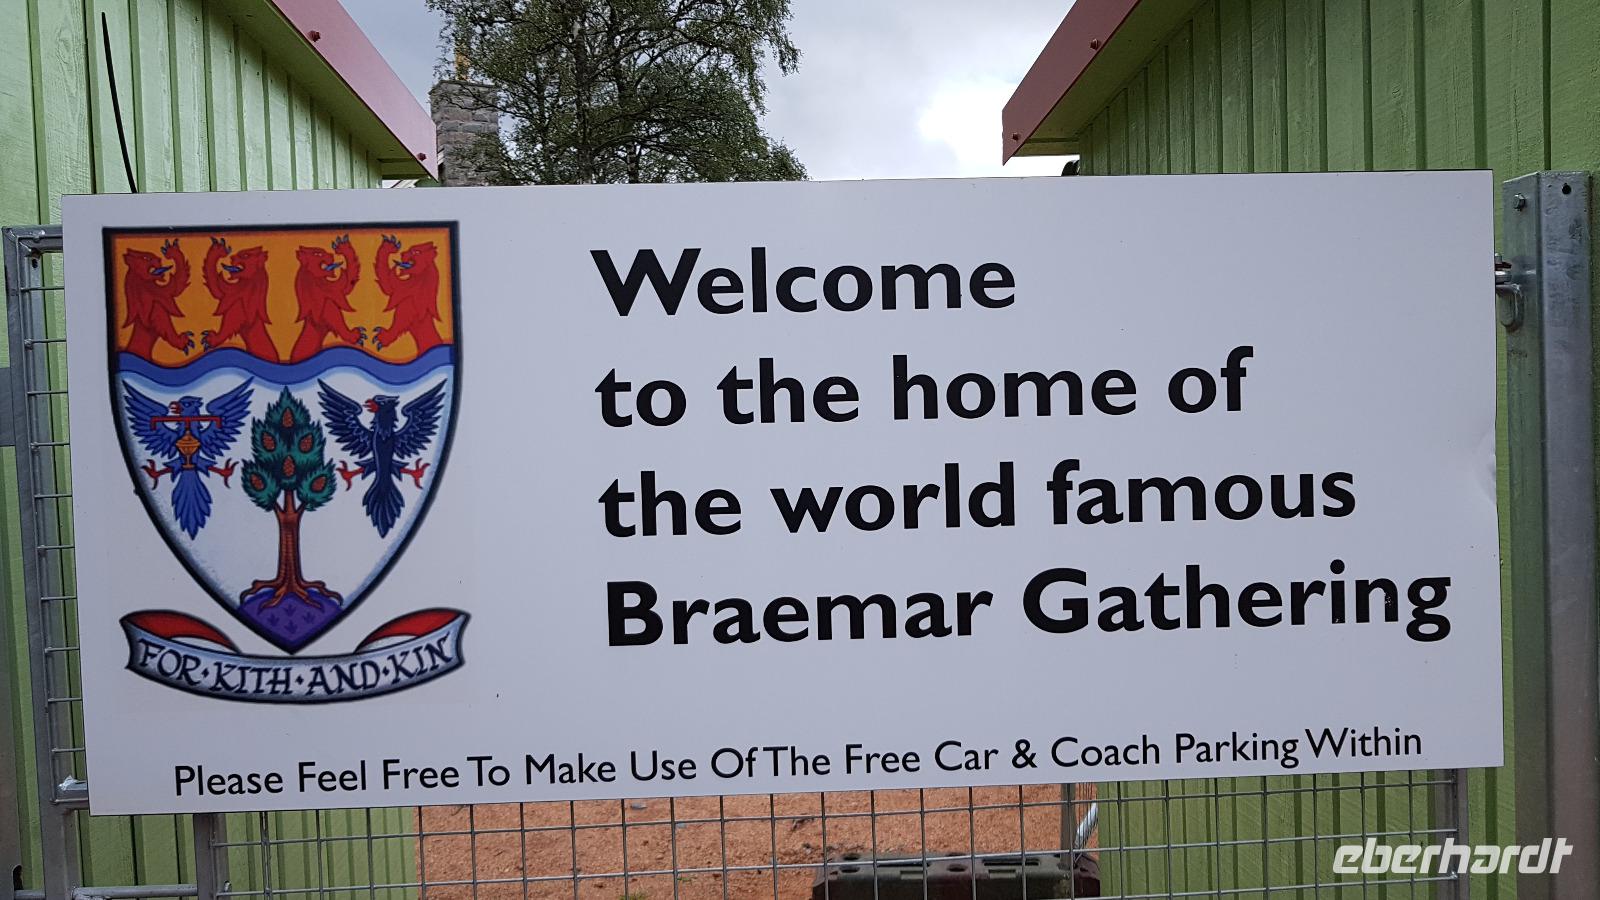 Welcome
to the home of
the world famous
Braemar Gathering
FOR·KITH·AND·KIN
Please Feel Free To Make Use Of The Free Car & Coach Parking Within
eberhardt